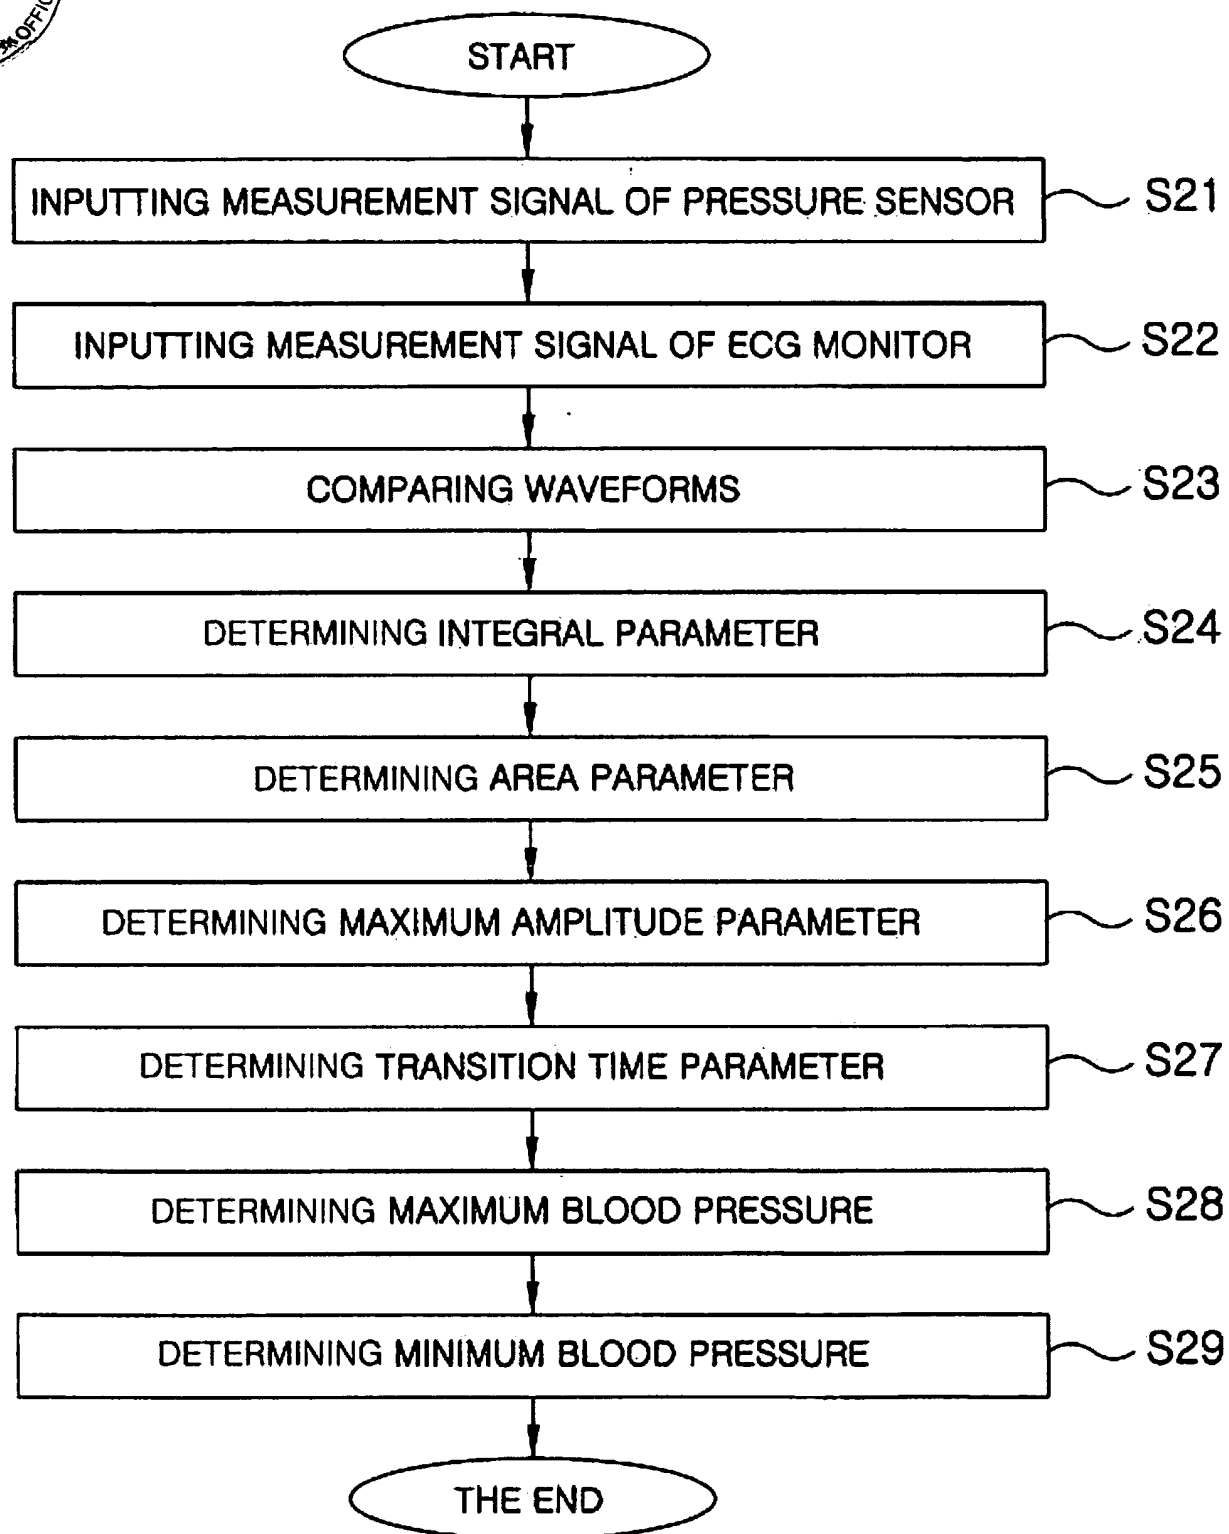 OFFIC
START
INPUTTING MEASUREMENT SIGNAL OF PRESSURE SENSOR
S21
INPUTTING MEASUREMENT SIGNAL OF ECG MONITOR
S22
COMPARING WAVEFORMS
S23
DETERMINING INTEGRAL PARAMETER
S24
DETERMINING AREA PARAMETER
S25
DETERMINING MAXIMUM AMPLITUDE PARAMETER
S26
DETERMINING TRANSITION TIME PARAMETER
S27
DETERMINING MAXIMUM BLOOD PRESSURE
S28
DETERMINING MINIMUM BLOOD PRESSURE
S29
THE END